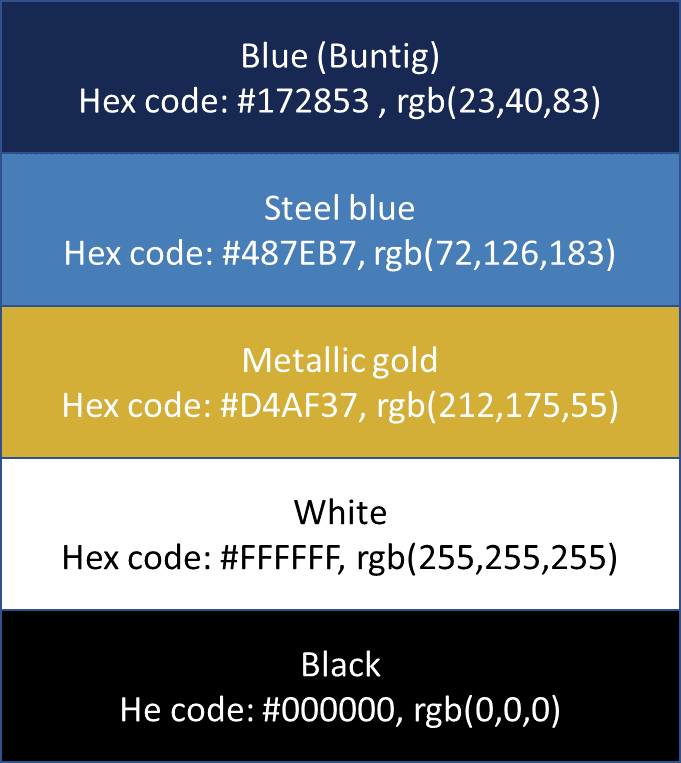 Blue (Buntig)
Hex code: #172853 , rgb(23,40,83)
Steel blue
Hex code: #487EB7, rgb(72,126,183)
Metallic gold
Hex code: #D4AF37, rgb(212,175,55)
White
Hex code: #FFFFFF, rgb(255,255,255)
Black
He code: #000000, rgb(0,0,0)